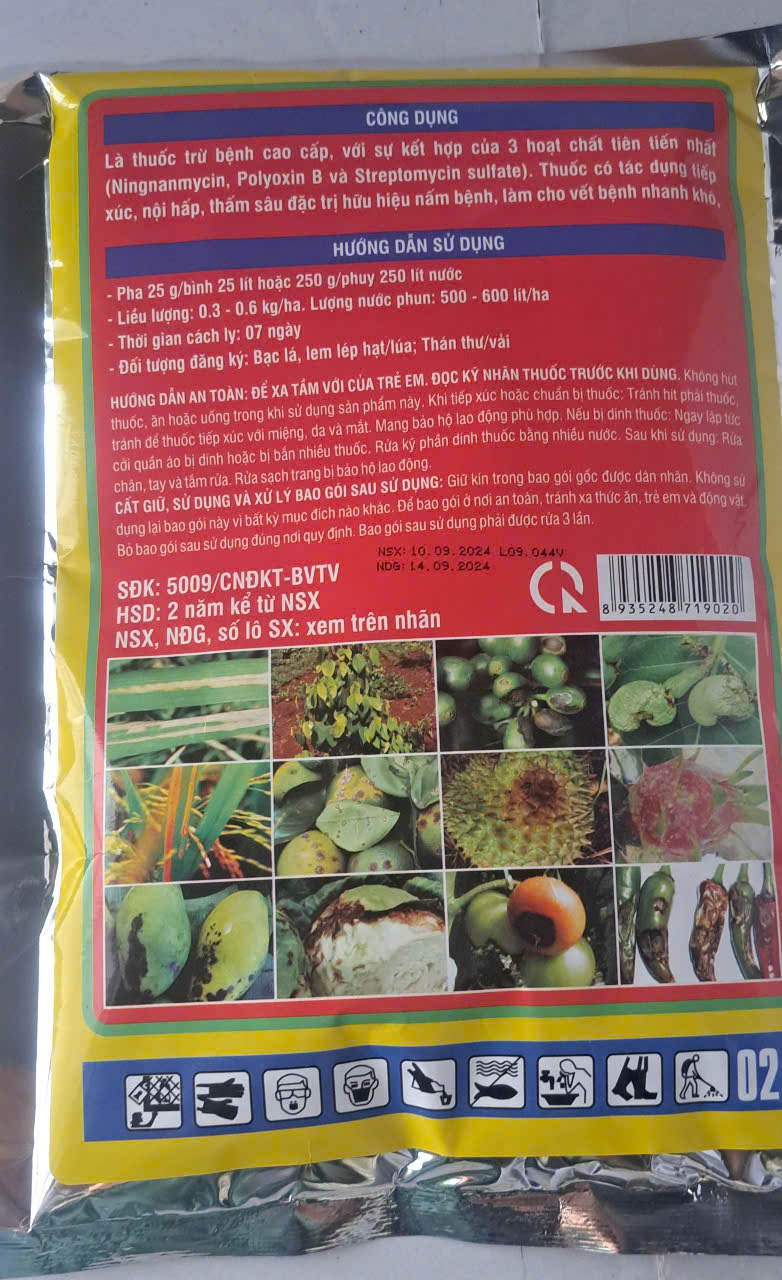 CÔNG DỤNG
Là thuốc trừ bệnh cao cấp, với sự kết hợp của 3 hoạt chất tiên tiến nhất
(Ningnanmycin, Polyoxin B và Streptomycin sulfate). Thuốc có tác dụng tiếp
xúc, nội hấp, thấm sâu đặc trị hữu hiệu nấm bệnh, làm cho vết bệnh nhanh khô,
HƯỚNG DẪN SỬ DỤNG
- Pha 25 g/bình 25 lít hoặc 250 g/phuy 250 lít nước
- Liều lượng: 0.3 - 0.6 kg/ha. Lượng nước phun: 500 - 600 lít/ha
- Thời gian cách ly: 07 ngày
- Đối tượng đăng ký: Bạc lá, lem lép hạt/lúa; Thán thư/vải
HƯỚNG DẪN AN TOÀN: ĐỂ XA TẦM VỚI CỦA TRẺ EM. ĐỌC KỸ NHÃN THUỐC TRƯỚC KHI DÙNG. Không hút
thuốc, ăn hoặc uống trong khi sử dụng sản phẩm này. Khi tiếp xúc hoặc chuẩn bị thuốc: Tránh hít phải thuốc,
tránh để thuốc tiếp xúc với miệng, da và mắt. Mang bảo hộ lao động phù hợp. Nếu bị dính thuốc: Ngay lập tức
cởi quần áo bị dính hoặc bị bắn nhiều thuốc. Rửa kỹ phần dính thuốc bằng nhiều nước. Sau khi sử dụng: Rửa
chân, tay và tắm rửa. Rửa sạch trang bị bảo hộ lao động.
CẤT GIỮ, SỬ DỤNG VÀ XỬ LÝ BAO GÓI SAU SỬ DỤNG: Giữ kín trong bao gói gốc được dán nhãn. Không sử
dụng lại bao gói này vì bất kỳ mục đích nào khác. Để bao gói ở nơi an toàn, tránh xa thức ăn, trẻ em và động vật.
Bỏ bao gói sau sử dụng đúng nơi quy định. Bao gói sau sử dụng phải được rửa 3 lần.
NSX: 10.09.2024 L09.044V
NDG: 14.09.2024
SĐK: 5009/CNĐKT-BVTV
HSD: 2 năm kể từ NSX
NSX, NĐG, số lô SX: xem trên nhãn
8 935248 719020
02